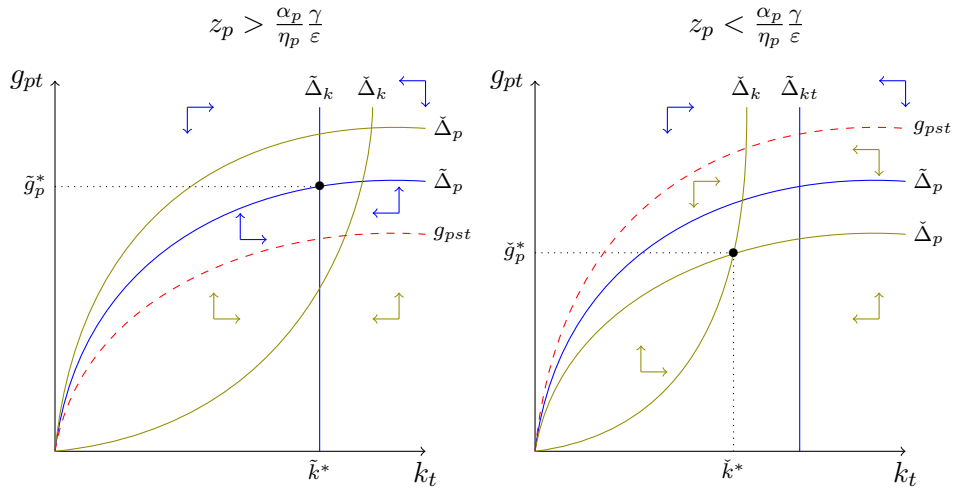 $z_p > \frac{\alpha_p}{\eta_p} \frac{\gamma}{\varepsilon}$
$g_{pt}$
$\tilde{\Delta}_k$
$\check{\Delta}_k$
$\check{\Delta}_p$
$\tilde{g}_p^*$
$\tilde{\Delta}_p$
$g_{pst}$
$\tilde{k}^*$
$k_t$
$z_p < \frac{\alpha_p}{\eta_p} \frac{\gamma}{\varepsilon}$
$g_{pt}$
$\check{\Delta}_k$
$\tilde{\Delta}_{kt}$
$g_{pst}$
$\tilde{\Delta}_p$
$\check{\Delta}_p$
$\check{g}_p^*$
$\check{k}^*$
$k_t$